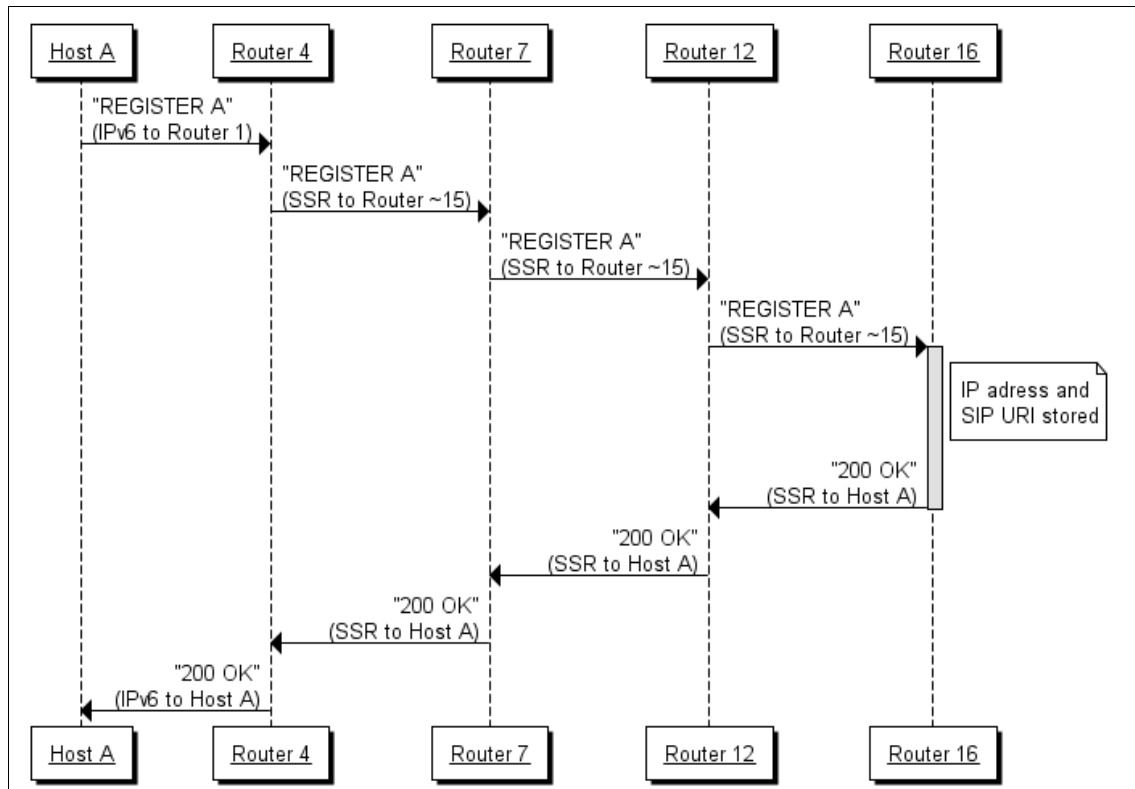 Host A
Router 4
Router 7
Router 12
Router 16
"REGISTER A"
(IPv6 to Router 1)
"REGISTER A"
(SSR to Router ~15)
"REGISTER A"
(SSR to Router ~15)
"REGISTER A"
(SSR to Router ~15)
IP adress and
SIP URI stored
"200 OK"
(SSR to Host A)
"200 OK"
(SSR to Host A)
"200 OK"
(SSR to Host A)
"200 OK"
(IPv6 to Host A)
Host A
Router 4
Router 7
Router 12
Router 16